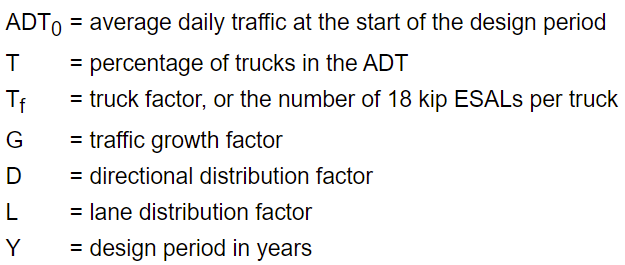 ADT₀ = average daily traffic at the start of the design period
T = percentage of trucks in the ADT
T_f = truck factor, or the number of 18 kip ESALs per truck
G = traffic growth factor
D = directional distribution factor
L = lane distribution factor
Y = design period in years